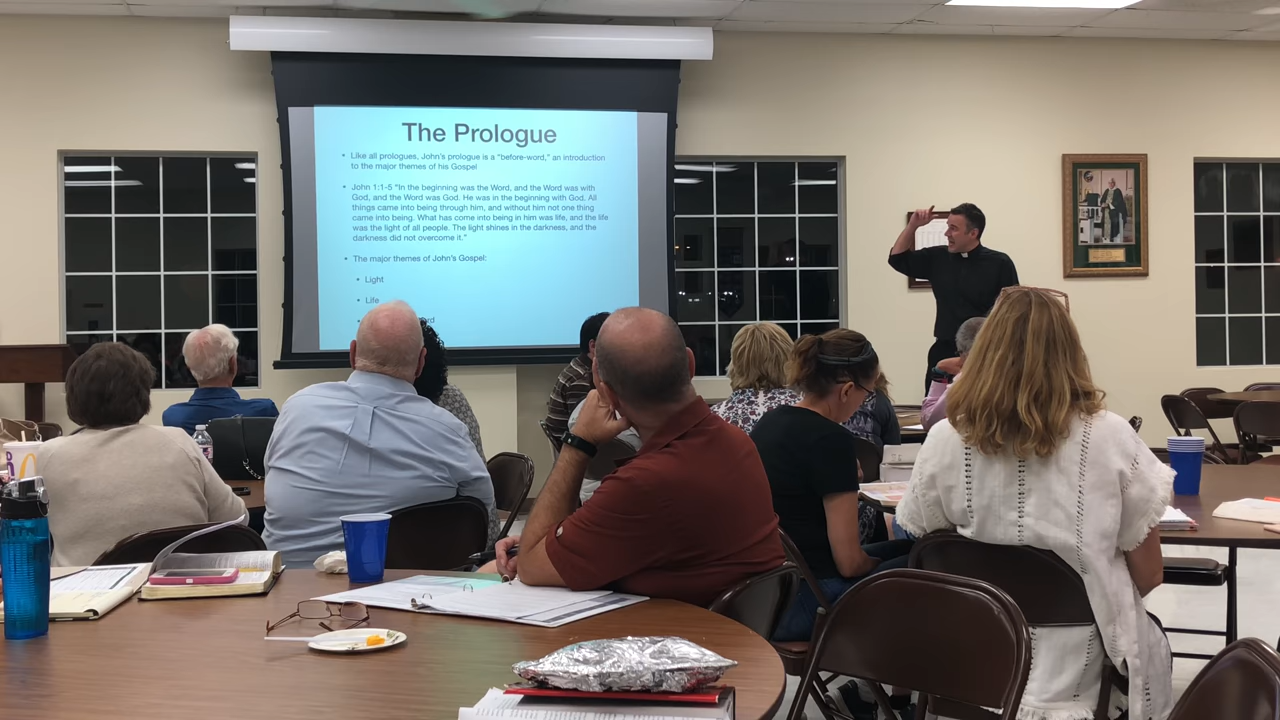 The Prologue
• Like all prologues, John's prologue is a "before-word," an introduction
to the major themes of his Gospel
• John 1:1-5 "In the beginning was the Word, and the Word was with
God, and the Word was God. He was in the beginning with God. All
things came into being through him, and without him not one thing
came into being. What has come into being in him was life, and the life
was the light of all people. The light shines in the darkness, and the
darkness did not overcome it."
• The major themes of John's Gospel:
• Light
• Life